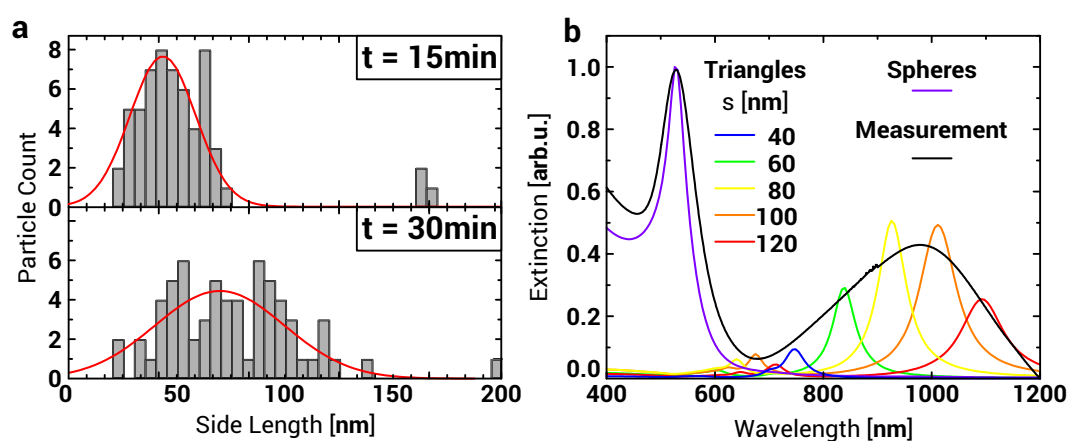 a
t = 15min
8
6
4
2
0
t = 30min
6
4
2
0
Particle Count
0 50 100 150 200
Side Length [nm]
b
1.0
0.8
0.6
0.4
0.2
0.0
Extinction [arb.u.]
Triangles
s [nm]
40
60
80
100
120
Spheres
Measurement
400 600 800 1000 1200
Wavelength [nm]